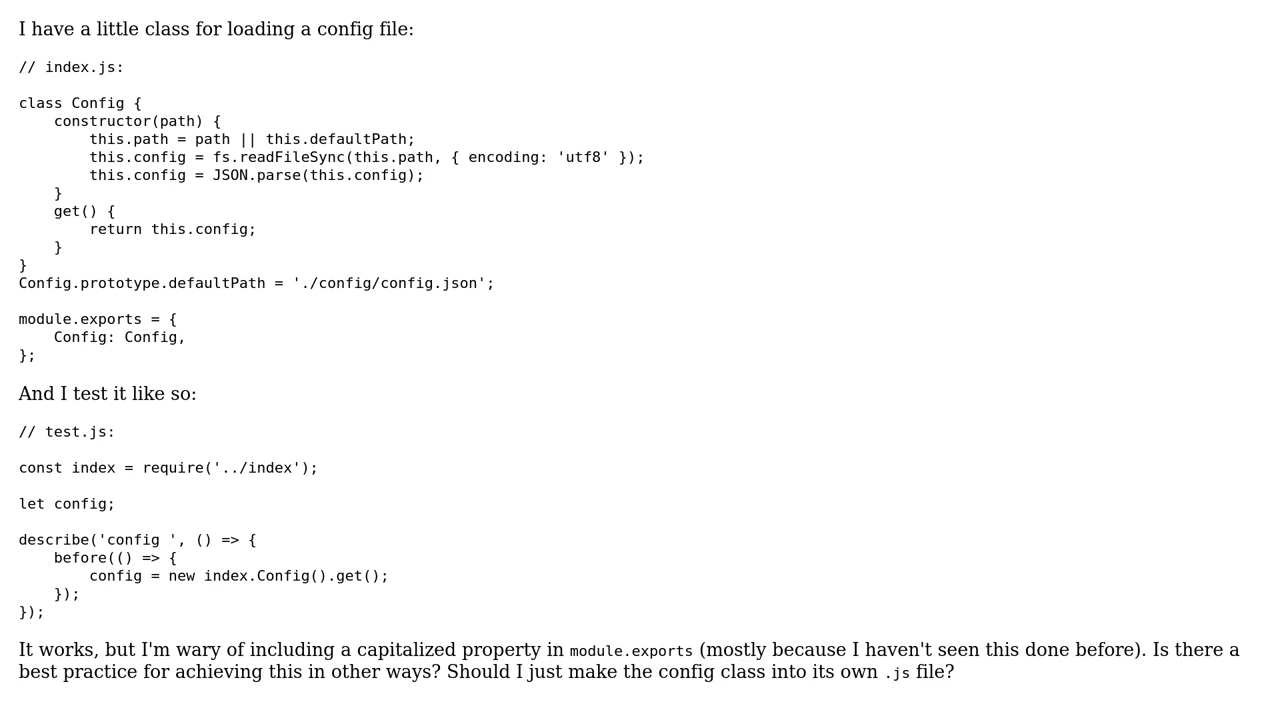 I have a little class for loading a config file:
// index.js:
class Config {
    constructor(path) {
        this.path = path || this.defaultPath;
        this.config = fs.readFileSync(this.path, { encoding: 'utf8' });
        this.config = JSON.parse(this.config);
    }
    get() {
        return this.config;
    }
}
Config.prototype.defaultPath = './config/config.json';
module.exports = {
    Config: Config,
};
And I test it like so:
// test.js:
const index = require('../index');
let config;
describe('config ', () => {
    before(() => {
        config = new index.Config().get();
    });
});
It works, but I'm wary of including a capitalized property in module.exports (mostly because I haven't seen this done before). Is there a
best practice for achieving this in other ways? Should I just make the config class into its own .js file?